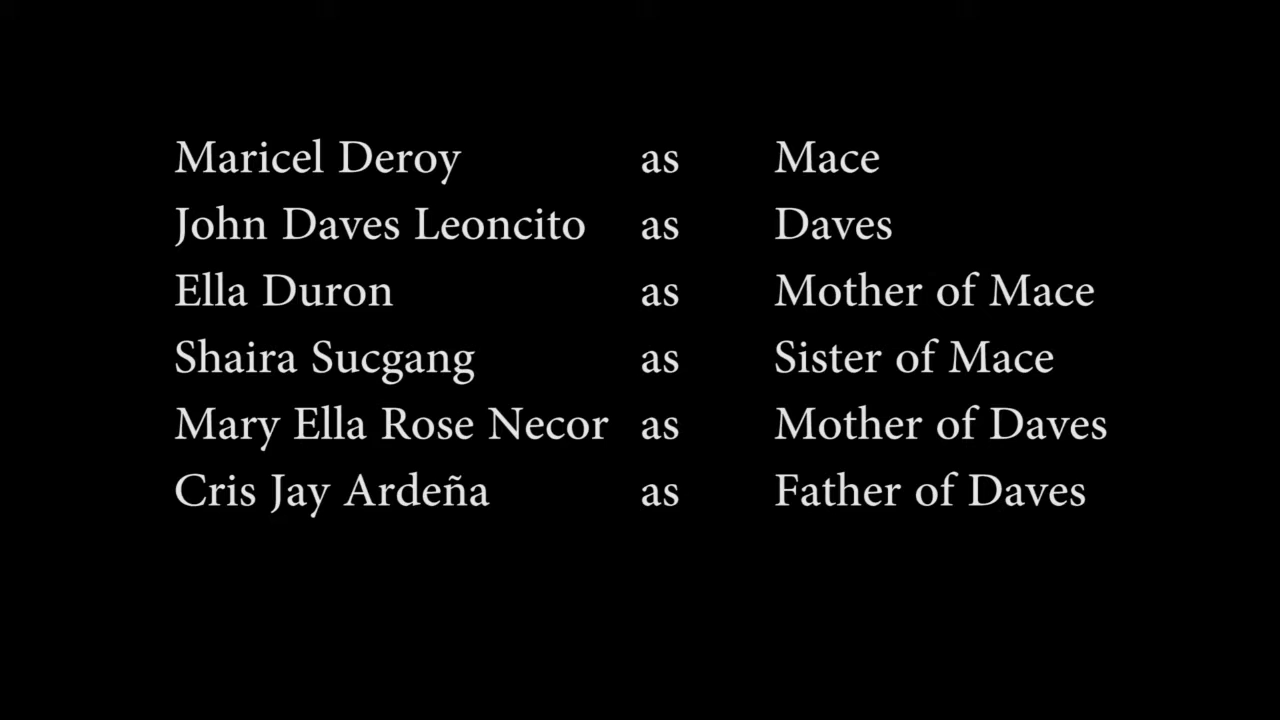 Maricel Deroy as Mace
John Daves Leoncito as Daves
Ella Duron as Mother of Mace
Shaira Sucgang as Sister of Mace
Mary Ella Rose Necor as Mother of Daves
Cris Jay Ardeña as Father of Daves